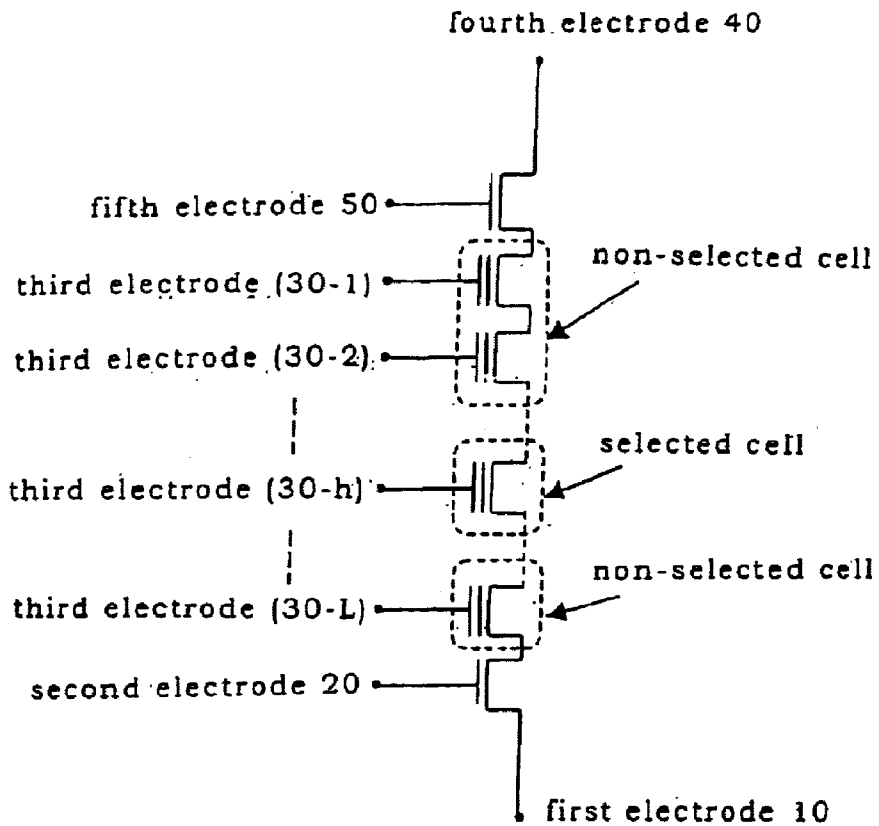 fourth electrode 40
fifth electrode 50
non-selected cell
third electrode (30-1)
third electrode (30-2)
selected cell
third electrode (30-h)
non-selected cell
third electrode (30-L)
second electrode 20
first electrode 10